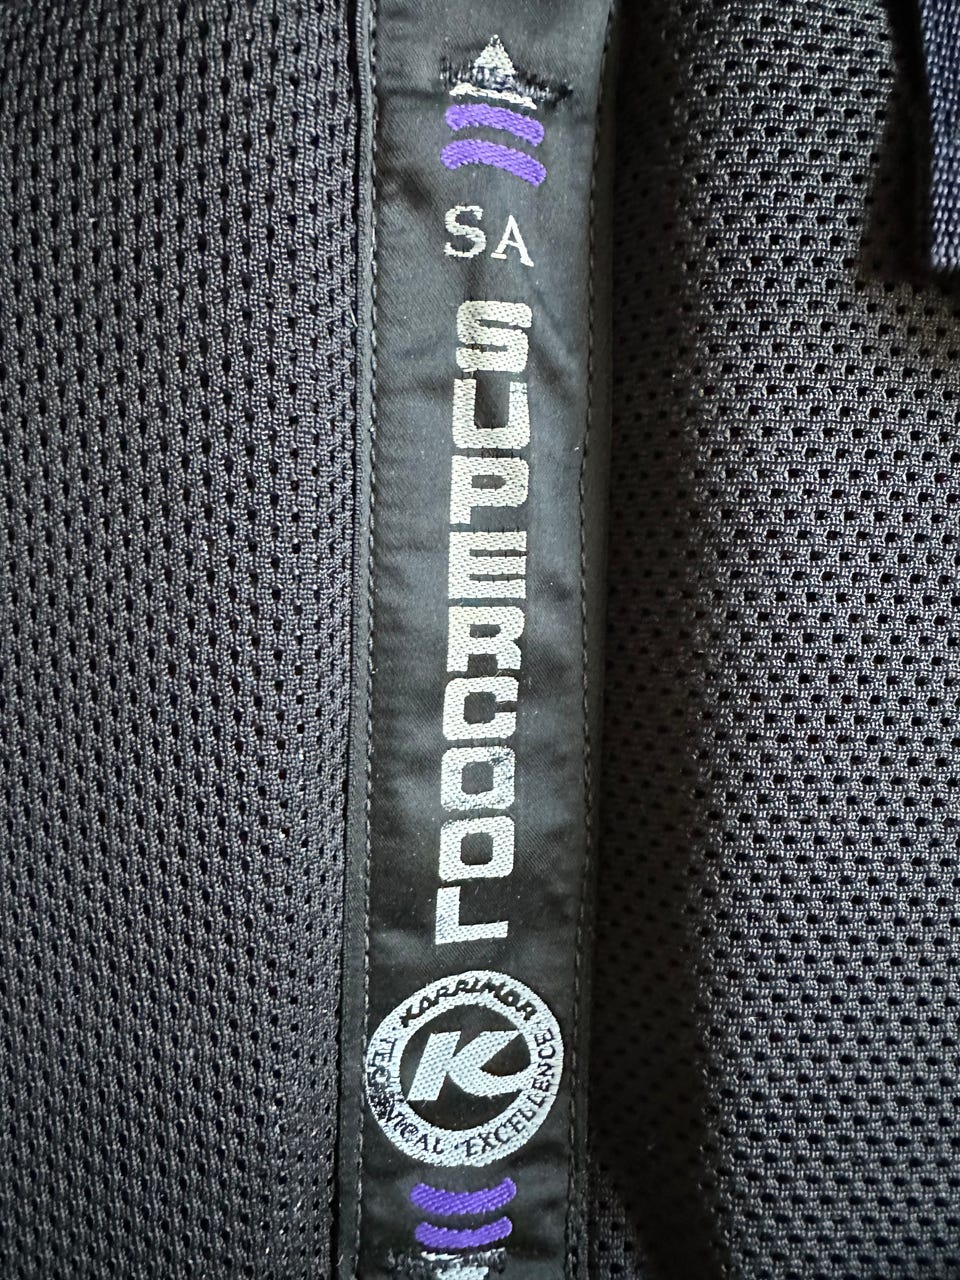 SA
SUPERCOOL
KARRIMOR
K
TECHNICAL EXCELLENCE